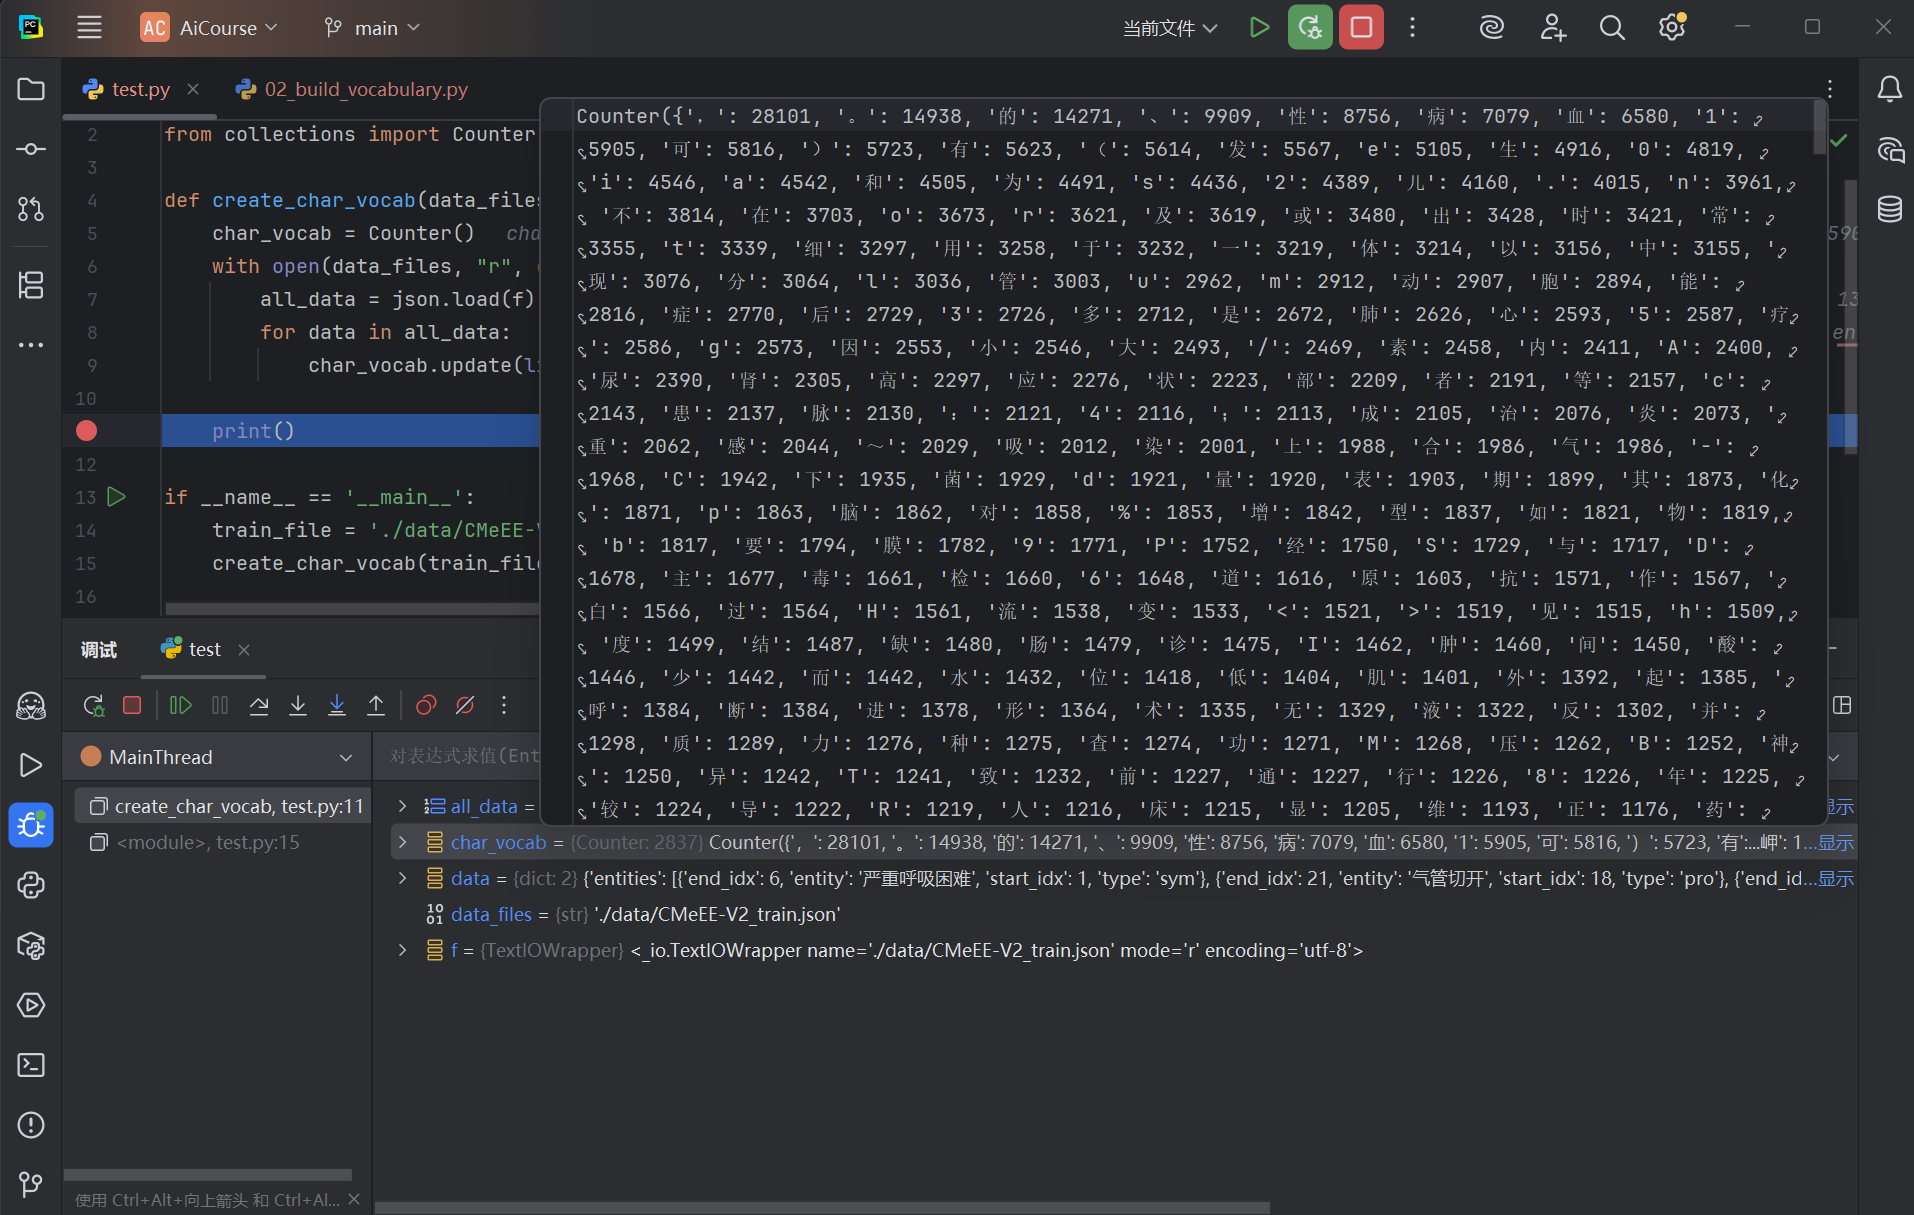 AC AiCourse main 当前文件
test.py 02_build_vocabulary.py
2 from collections import Counter
3
4 def create_char_vocab(data_files
5 char_vocab = Counter() cha
6 with open(data_files, "r",
7 all_data = json.load(f)
8 for data in all_data:
9 char_vocab.update(li
10
print()
12
13 if __name__ == '__main__':
14 train_file = './data/CMeEE-V
15 create_char_vocab(train_file
16
Counter({'，': 28101, '。': 14938, '的': 14271, '、': 9909, '性': 8756, '病': 7079, '血': 6580, '1':
5905, '可': 5816, '）': 5723, '有': 5623, '（': 5614, '发': 5567, 'e': 5105, '生': 4916, '0': 4819,
'i': 4546, 'a': 4542, '和': 4505, '为': 4491, 's': 4436, '2': 4389, '儿': 4160, '.': 4015, 'n': 3961,
'不': 3814, '在': 3703, 'o': 3673, 'r': 3621, '及': 3619, '或': 3480, '出': 3428, '时': 3421, '常':
3355, 't': 3339, '细': 3297, '用': 3258, '于': 3232, '一': 3219, '体': 3214, '以': 3156, '中': 3155, '
现': 3076, '分': 3064, 'l': 3036, '管': 3003, 'u': 2962, 'm': 2912, '动': 2907, '胞': 2894, '能':
2816, '症': 2770, '后': 2729, '3': 2726, '多': 2712, '是': 2672, '肺': 2626, '心': 2593, '5': 2587, '疗
': 2586, 'g': 2573, '因': 2553, '小': 2546, '大': 2493, '/': 2469, '素': 2458, '内': 2411, 'A': 2400,
'尿': 2390, '肾': 2305, '高': 2297, '应': 2276, '状': 2223, '部': 2209, '者': 2191, '等': 2157, 'c':
2143, '患': 2137, '脉': 2130, '：': 2121, '4': 2116, '；': 2113, '成': 2105, '治': 2076, '炎': 2073, '
重': 2062, '感': 2044, '～': 2029, '吸': 2012, '染': 2001, '上': 1988, '合': 1986, '气': 1986, '-':
1968, 'C': 1942, '下': 1935, '菌': 1929, 'd': 1921, '量': 1920, '表': 1903, '期': 1899, '其': 1873, '化
': 1871, 'p': 1863, '脑': 1862, '对': 1858, '%': 1853, '增': 1842, '型': 1837, '如': 1821, '物': 1819,
'b': 1817, '要': 1794, '膜': 1782, '9': 1771, 'P': 1752, '经': 1750, 'S': 1729, '与': 1717, 'D':
1678, '主': 1677, '毒': 1661, '检': 1660, '6': 1648, '道': 1616, '原': 1603, '抗': 1571, '作': 1567, '
白': 1566, '过': 1564, 'H': 1561, '流': 1538, '变': 1533, '<': 1521, '>': 1519, '见': 1515, 'h': 1509,
'度': 1499, '结': 1487, '缺': 1480, '肠': 1479, '诊': 1475, 'I': 1462, '肿': 1460, '间': 1450, '酸':
1446, '少': 1442, '而': 1442, '水': 1432, '位': 1418, '低': 1404, '肌': 1401, '外': 1392, '起': 1385, '
呼': 1384, '断': 1384, '进': 1378, '形': 1364, '术': 1335, '无': 1329, '液': 1322, '反': 1302, '并':
1298, '质': 1289, '力': 1276, '种': 1275, '查': 1274, '功': 1271, 'M': 1268, '压': 1262, 'B': 1252, '神
': 1250, '异': 1242, 'T': 1241, '致': 1232, '前': 1227, '通': 1227, '行': 1226, '8': 1226, '年': 1225,
'较': 1224, '导': 1222, 'R': 1219, '人': 1216, '床': 1215, '显': 1205, '维': 1193, '正': 1176, '药':
590
13
en
调试 test
MainThread
对表达式求值(Ent
create_char_vocab, test.py:11
<module>, test.py:15
all_data = 显示
char_vocab = {Counter: 2837} Counter({'，': 28101, '。': 14938, '的': 14271, '、': 9909, '性': 8756, '病': 7079, '血': 6580, '1': 5905, '可': 5816, '）': 5723, '有':...岬': 1...显示
data = {dict: 2} {'entities': [{'end_idx': 6, 'entity': '严重呼吸困难', 'start_idx': 1, 'type': 'sym'}, {'end_idx': 21, 'entity': '气管切开', 'start_idx': 18, 'type': 'pro'}, {'end_id...显示
data_files = {str} './data/CMeEE-V2_train.json'
f = {TextIOWrapper} <_io.TextIOWrapper name='./data/CMeEE-V2_train.json' mode='r' encoding='utf-8'>
使用 Ctrl+Alt+向上箭头 和 Ctrl+Al...